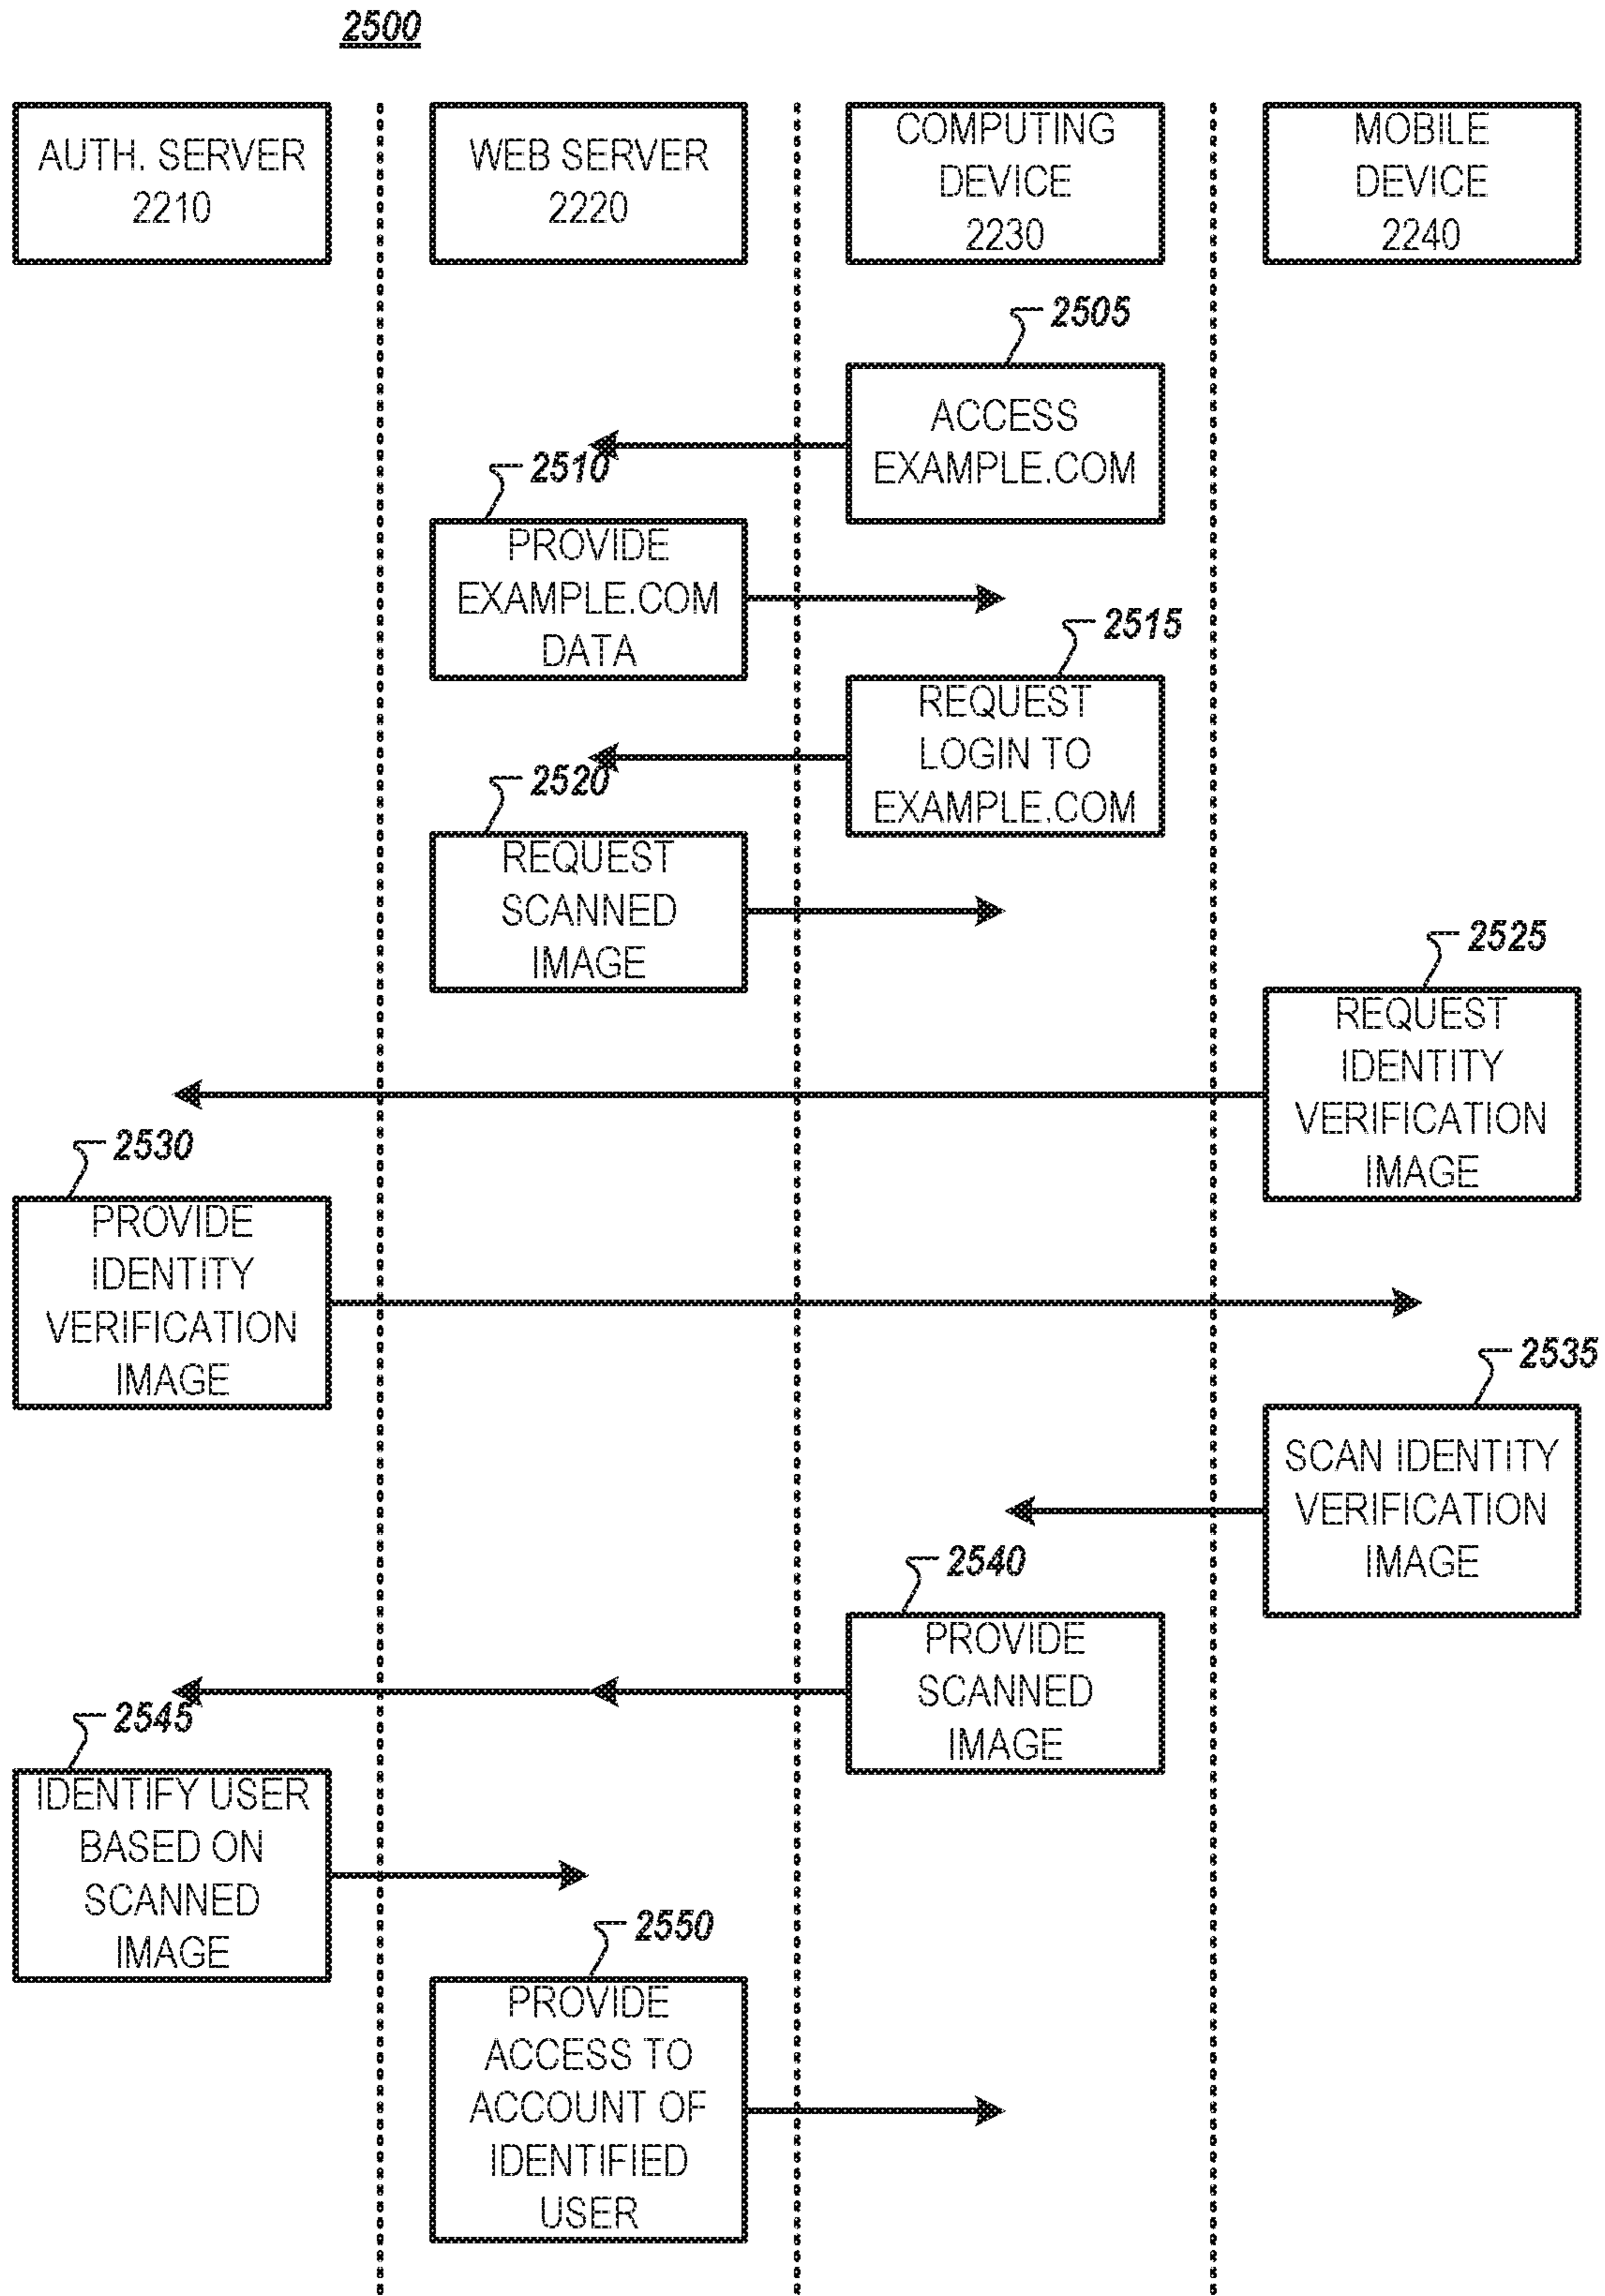 2500
AUTH. SERVER
2210
WEB SERVER
2220
COMPUTING
DEVICE
2230
MOBILE
DEVICE
2240
2505
ACCESS
EXAMPLE.COM
2510
PROVIDE
EXAMPLE.COM
DATA
2515
REQUEST
LOGIN TO
EXAMPLE.COM
2520
REQUEST
SCANNED
IMAGE
2525
REQUEST
IDENTITY
VERIFICATION
IMAGE
2530
PROVIDE
IDENTITY
VERIFICATION
IMAGE
2535
SCAN IDENTITY
VERIFICATION
IMAGE
2540
PROVIDE
SCANNED
IMAGE
2545
IDENTIFY USER
BASED ON
SCANNED
IMAGE
2550
PROVIDE
ACCESS TO
ACCOUNT OF
IDENTIFIED
USER